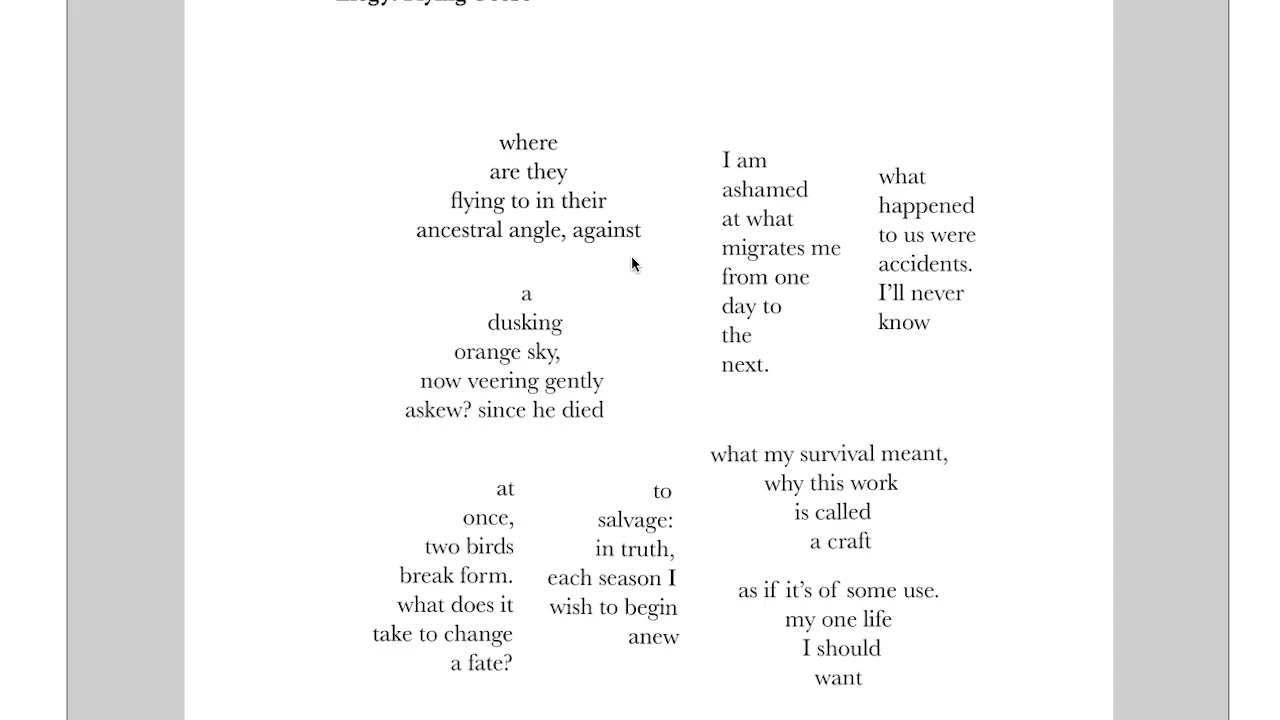 Elegy: Flying Geese
where
are they
flying to in their
ancestral angle, against
a
dusking
orange sky,
now veering gently
askew? since he died
I am
ashamed
at what
migrates me
from one
day to
the
next.
what
happened
to us were
accidents.
I’ll never
know
what my survival meant,
why this work
is called
a craft
as if it’s of some use.
my one life
I should
want
to
salvage:
in truth,
each season I
wish to begin
anew
at
once,
two birds
break form.
what does it
take to change
a fate?